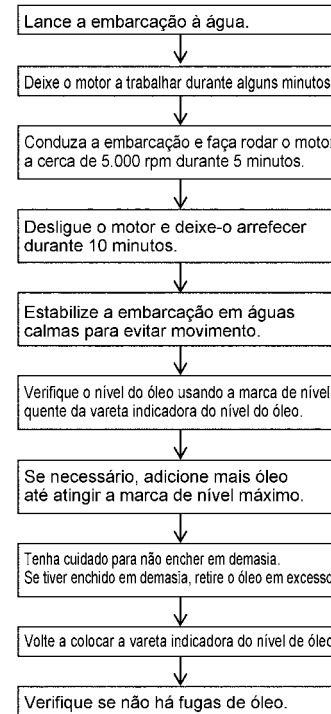 Lance a embarcação à água.
Deixe o motor a trabalhar durante alguns minutos
Conduza a embarcação e faça rodar o motor
a cerca de 5.000 rpm durante 5 minutos.
Desligue o motor e deixe-o arrefecer
durante 10 minutos.
Estabilize a embarcação em águas
calmas para evitar movimento.
Verifique o nível do óleo usando a marca de nível
quente da vareta indicadora do nível do óleo.
Se necessário, adicione mais óleo
até atingir a marca de nível máximo.
Tenha cuidado para não encher em demasia.
Se tiver enchido em demasia, retire o óleo em excesso
Volte a colocar a vareta indicadora do nível de óleo
Verifique se não há fugas de óleo.